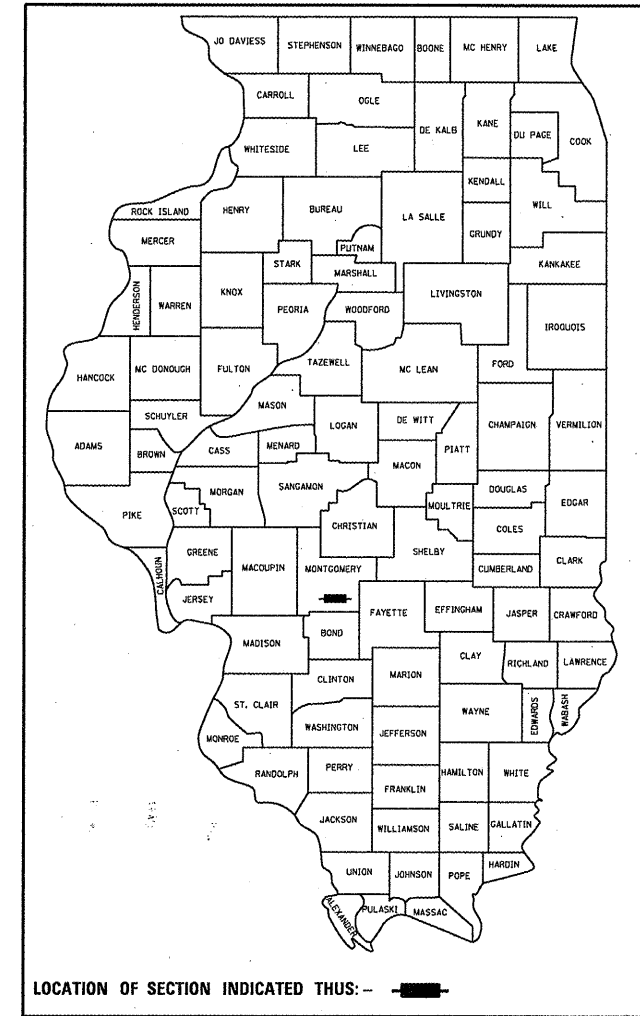 JO DAVIESS STEPHENSON WINNEBAGO BOONE MC HENRY LAKE
CARROLL OGLE DE KALB KANE DU PAGE COOK
WHITESIDE LEE
KENDALL WILL
ROCK ISLAND HENRY BUREAU LA SALLE GRUNDY
MERCER PUTNAM KANKAKEE
STARK MARSHALL
HENDERSON WARREN KNOX PEORIA WOODFORD LIVINGSTON
IROQUOIS
HANCOCK MC DONOUGH FULTON TAZEWELL MC LEAN FORD
SCHUYLER MASON LOGAN DE WITT CHAMPAIGN VERMILION
ADAMS BROWN CASS MENARD PIATT
MACON
MORGAN SANGAMON DOUGLAS EDGAR
PIKE SCOTT CHRISTIAN MOULTRIE COLES
GREENE MACOUPIN MONTGOMERY SHELBY CUMBERLAND CLARK
CALHOUN JERSEY FAYETTE EFFINGHAM JASPER CRAWFORD
MADISON BOND
CLAY RICHLAND LAWRENCE
CLINTON MARION
ST. CLAIR WAYNE EDWARDS WABASH
MONROE WASHINGTON JEFFERSON
RANDOLPH PERRY HAMILTON WHITE
FRANKLIN
JACKSON WILLIAMSON SALINE GALLATIN
UNION JOHNSON POPE HARDIN
ALEXANDER PULASKI MASSAC
LOCATION OF SECTION INDICATED THUS: –